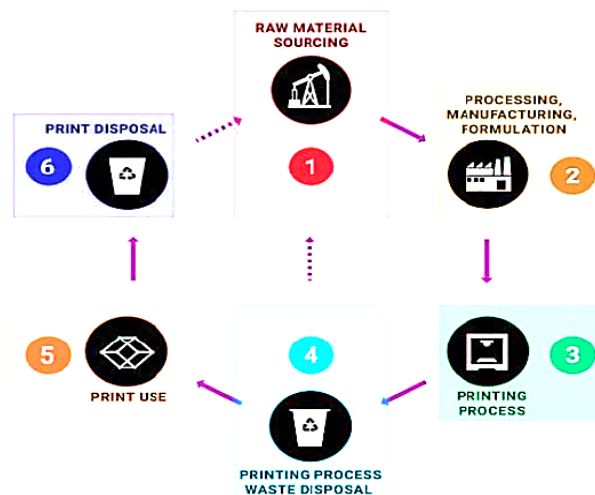 RAW MATERIAL
SOURCING
1
PROCESSING,
MANUFACTURING,
FORMULATION
2
3
PRINTING
PROCESS
4
PRINTING PROCESS
WASTE DISPOSAL
5
PRINT USE
PRINT DISPOSAL
6